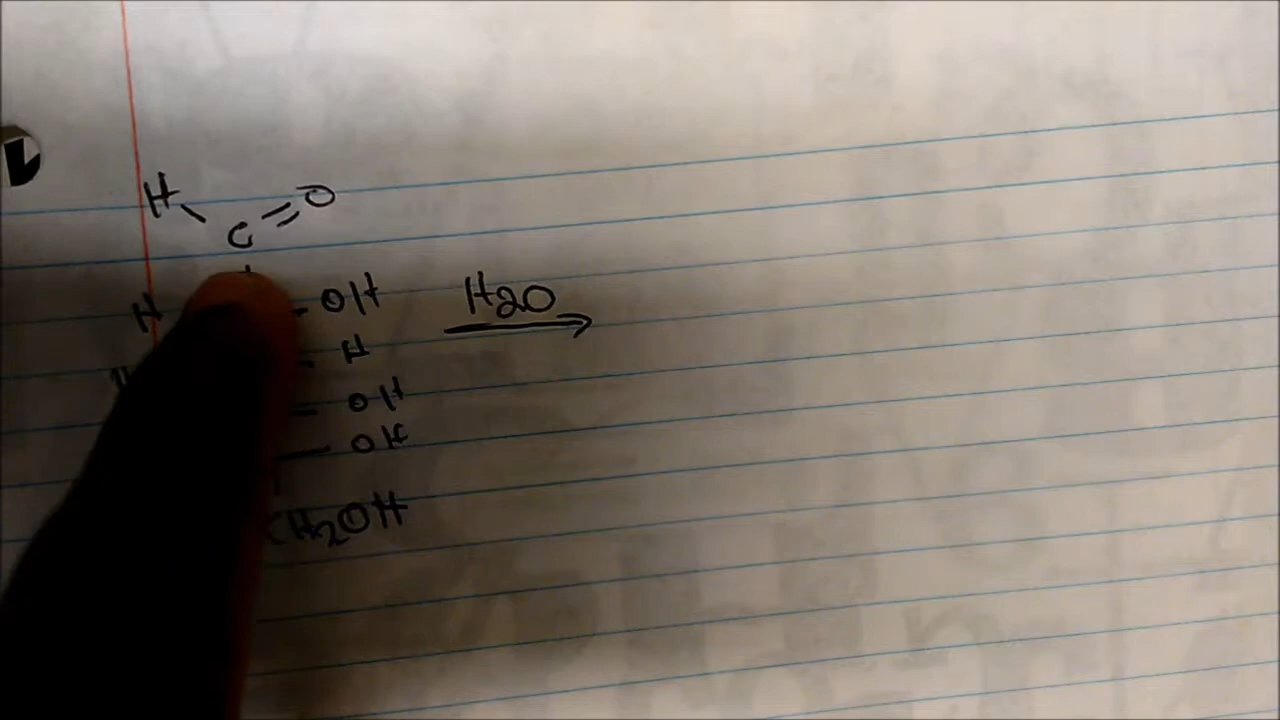 H C = O
H - OH
H2O
H
- OH
- OH
CH2OH